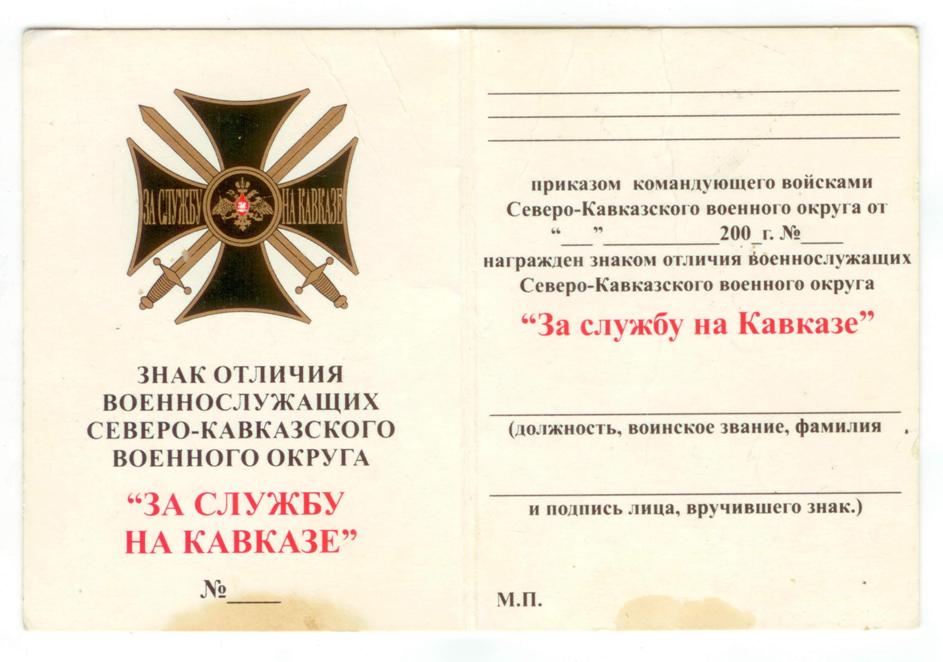 ЗА СЛУЖБУ НА КАВКАЗЕ
ЗНАК ОТЛИЧИЯ
ВОЕННОСЛУЖАЩИХ
СЕВЕРО-КАВКАЗСКОГО
ВОЕННОГО ОКРУГА
“ЗА СЛУЖБУ
НА КАВКАЗЕ”
№____
приказом командующего войсками
Северо-Кавказского военного округа от
“___”__________200_г. №____
награжден знаком отличия военнослужащих
Северо-Кавказского военного округа
“За службу на Кавказе”
(должность, воинское звание, фамилия
и подпись лица, вручившего знак.)
М.П.